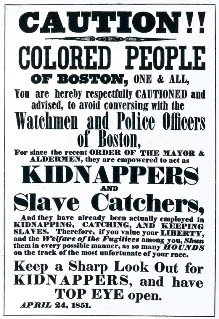 CAUTION!!
COLORED PEOPLE
OF BOSTON, ONE & ALL,
You are hereby respectfully CAUTIONED and
advised, to avoid conversing with the
Watchmen and Police Officers
of Boston,
For since the recent ORDER OF THE MAYOR &
ALDERMEN, they are empowered to act as
KIDNAPPERS
AND
Slave Catchers,
And they have already been actually employed in
KIDNAPPING, CATCHING, AND KEEPING
SLAVES. Therefore, if you value your LIBERTY,
and the Welfare of the Fugitives among you, Shun
them in every possible manner, as so many HOUNDS
on the track of the most unfortunate of your race.
Keep a Sharp Look Out for
KIDNAPPERS, and have
TOP EYE open.
APRIL 24, 1851.